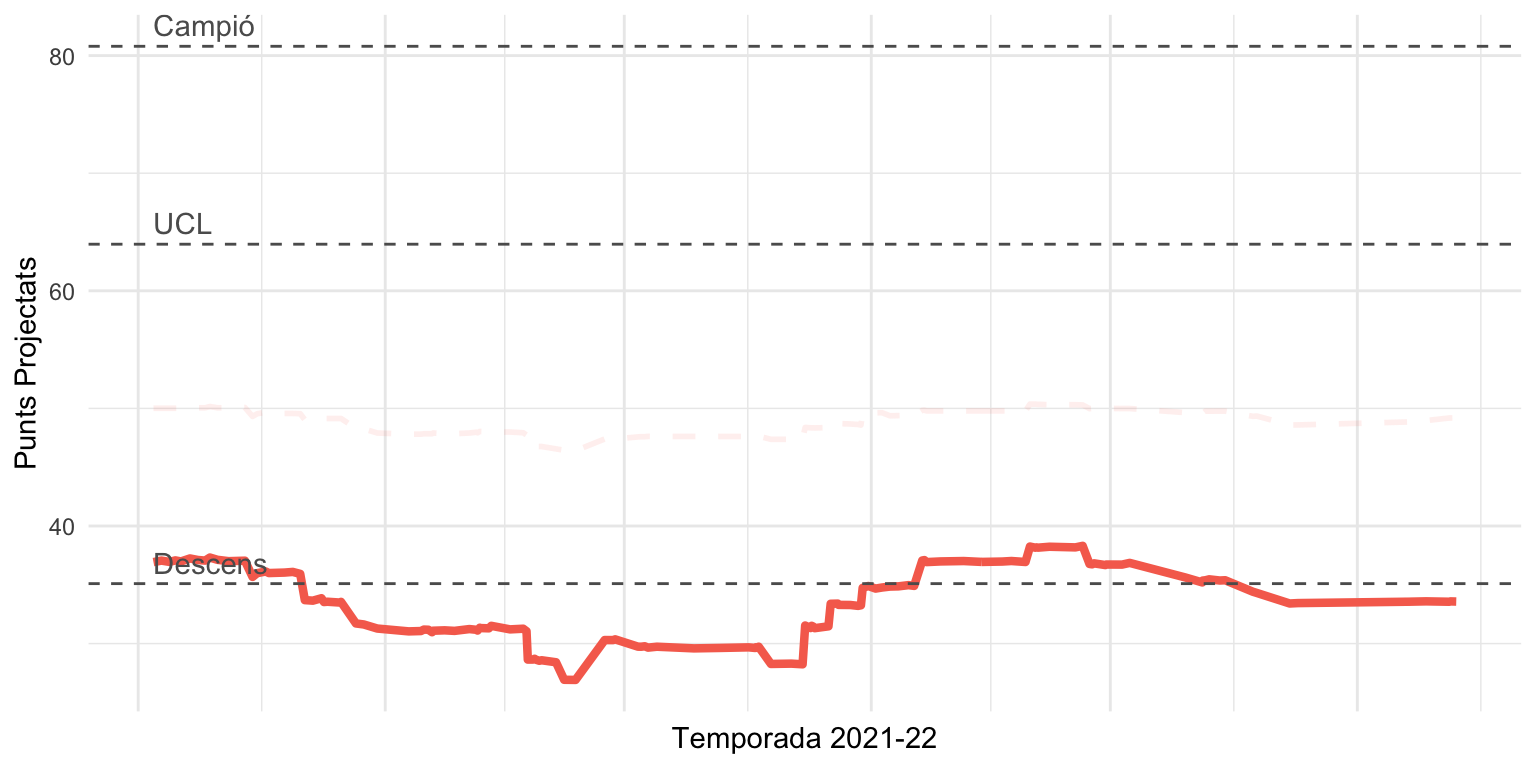 Campió
80
UCL
60
Punts Projectats
40
Descens
Temporada 2021-22